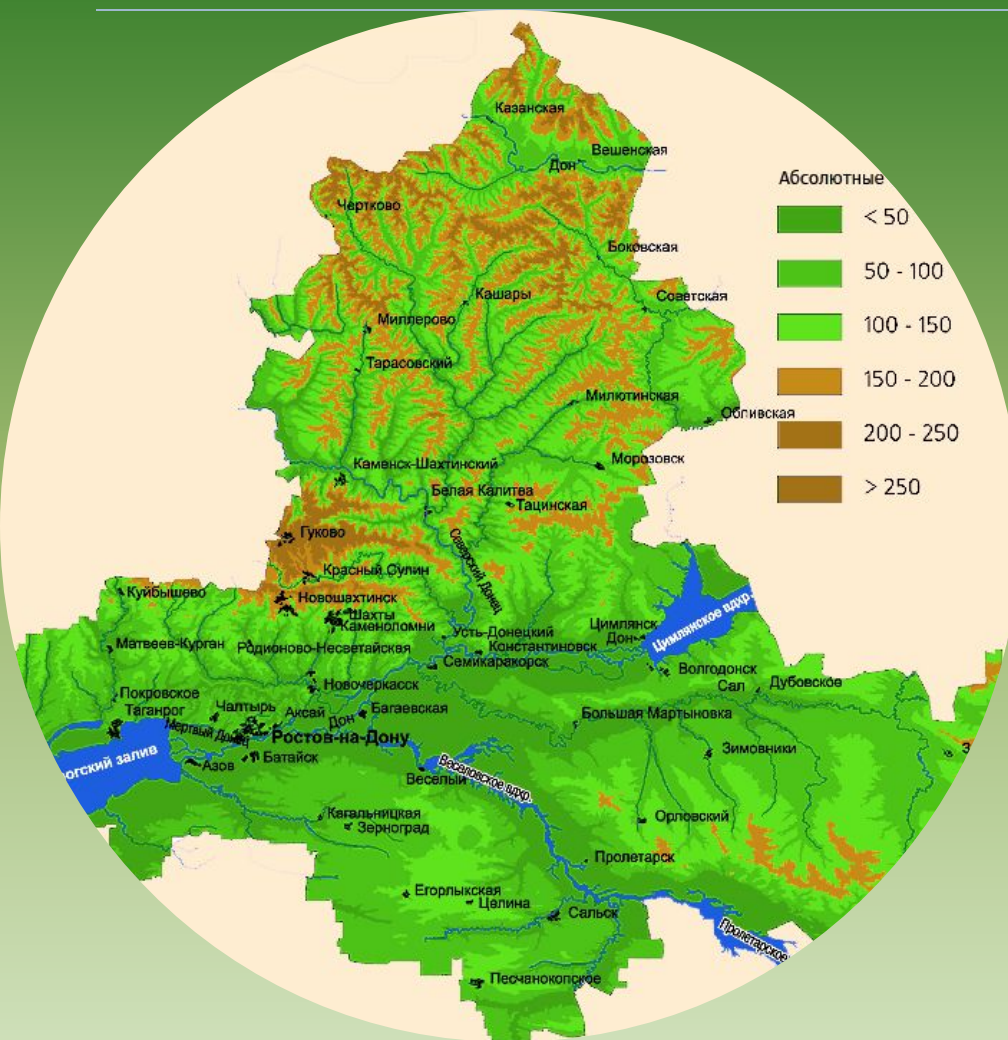 Казанская
Вешенская
Дон
Абсолютные
< 50
Чертково
Боковская
50 - 100
Кашары
Советская
Миллерово
100 - 150
Тарасовский
150 - 200
Милютинская
Обливская
200 - 250
Каменск-Шахтинский
Морозовск
Белая Калитва
> 250
Тацинская
Гуково
Северский Донец
Красный Сулин
Куйбышево
Новошахтинск
Шахты
Каменоломни
Усть-Донецкий
Цимлянск
Дон
Цимлянское вдхр.
Матвеев-Курган
Родионово-Несветайская
Константиновск
Семикаракорск
Волгодонск
Сал
Дубовское
Новочеркасск
Покровское
Таганрог
Чалтырь
Аксай
Дон
Багаевская
Большая Мартыновка
Мертвый Донец
Ростов-на-Дону
Зимовники
З
огский залив
Азов
Батайск
Веселый
Веселовское вдхр.
Кагальницкая
Зерноград
Орловский
Пролетарск
Егорлыкская
Целина
Сальск
Пролетарское
Песчанокопское